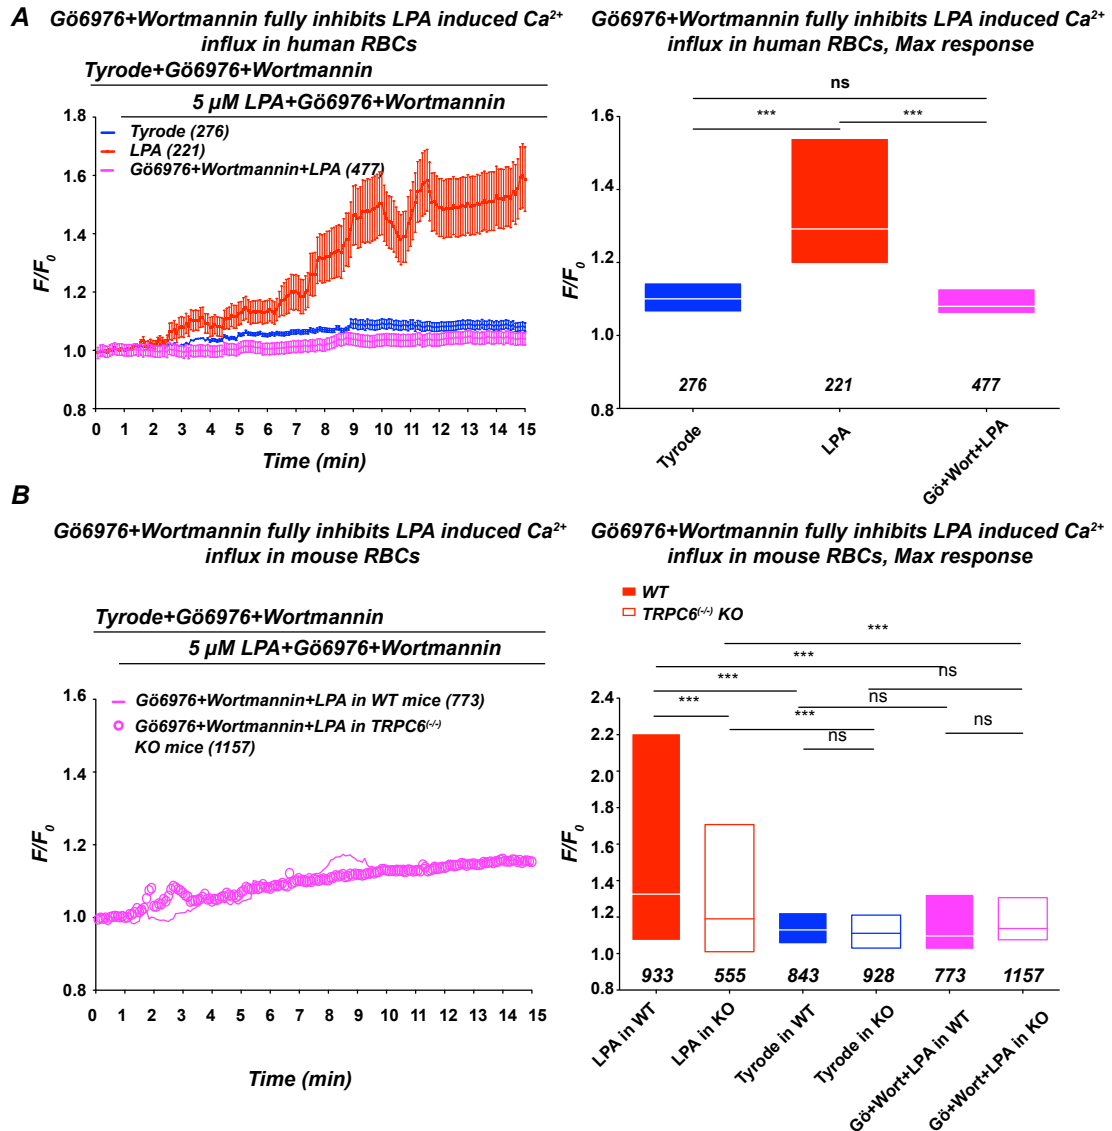 A
Gö6976+Wortmannin fully inhibits LPA induced Ca²⁺
influx in human RBCs
Tyrode+Gö6976+Wortmannin
5 µM LPA+Gö6976+Wortmannin
1.8
1.6
1.4
1.2
1.0
0.8
F/F₀
Tyrode (276)
LPA (221)
Gö6976+Wortmannin+LPA (477)
0 1 2 3 4 5 6 7 8 9 10 11 12 13 14 15
Time (min)
Gö6976+Wortmannin fully inhibits LPA induced Ca²⁺
influx in human RBCs, Max response
ns
*** ***
1.6
1.4
1.2
1.0
0.8
F/F₀
276 221 477
Tyrode
LPA
Gö+Wort+LPA
B
Gö6976+Wortmannin fully inhibits LPA induced Ca²⁺
influx in mouse RBCs
Tyrode+Gö6976+Wortmannin
5 µM LPA+Gö6976+Wortmannin
1.6
1.4
1.2
1.0
0.8
F/F₀
Gö6976+Wortmannin+LPA in WT mice (773)
Gö6976+Wortmannin+LPA in TRPC6⁽⁻/⁻⁾
KO mice (1157)
0 1 2 3 4 5 6 7 8 9 10 11 12 13 14 15
Time (min)
Gö6976+Wortmannin fully inhibits LPA induced Ca²⁺
influx in mouse RBCs, Max response
WT
TRPC6⁽⁻/⁻⁾ KO
***
***
*** ns
*** *** ns ns
ns
2.4
2.2
2.0
1.8
1.6
1.4
1.2
1.0
0.8
F/F₀
933 555 843 928 773 1157
LPA in WT
LPA in KO
Tyrode in WT
Tyrode in KO
Gö+Wort+LPA in WT
Gö+Wort+LPA in KO